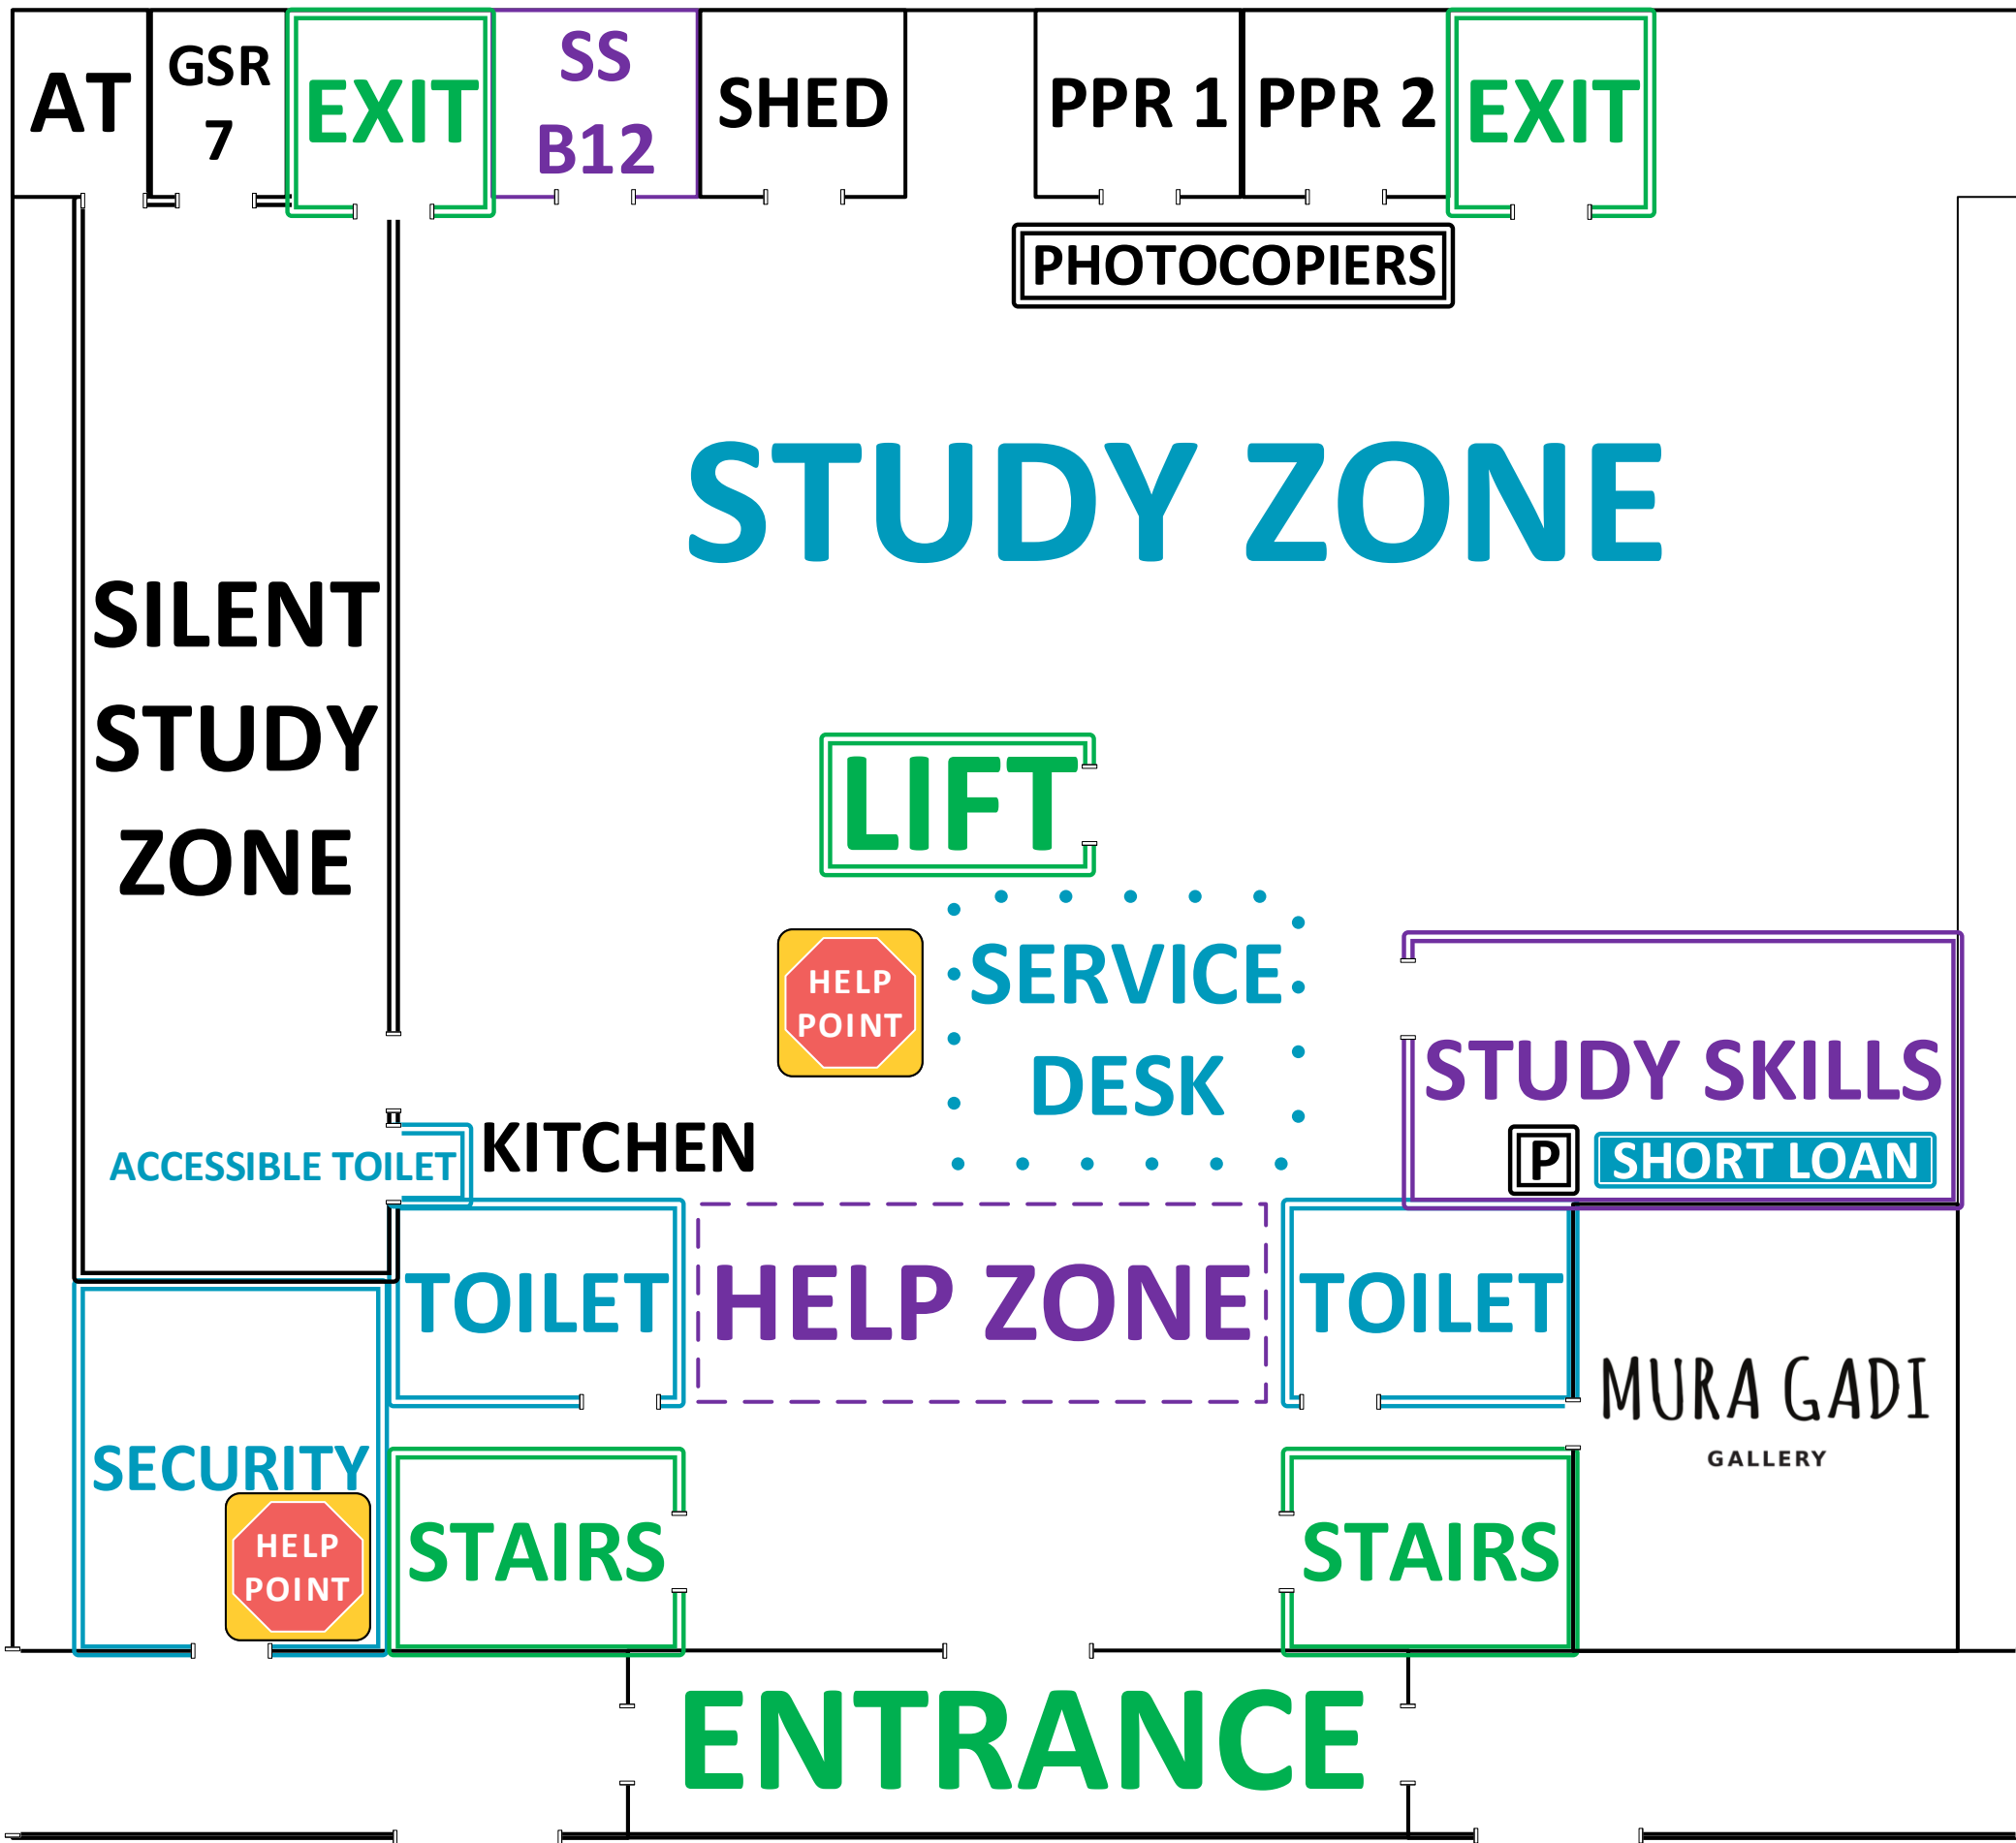 AT
GSR
7
EXIT
SS
B12
SHED
PPR 1
PPR 2
EXIT
PHOTOCOPIERS
STUDY ZONE
SILENT
STUDY
ZONE
LIFT
HELP
POINT
SERVICE
DESK
STUDY SKILLS
P
SHORT LOAN
ACCESSIBLE TOILET
KITCHEN
TOILET
HELP ZONE
TOILET
MURA GADI
GALLERY
SECURITY
HELP
POINT
STAIRS
STAIRS
ENTRANCE